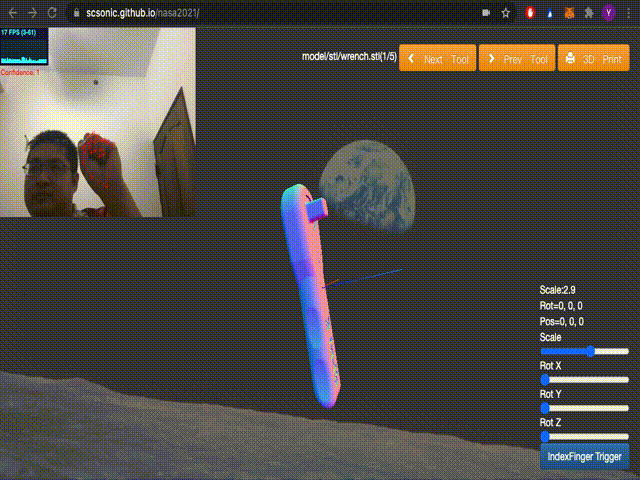 scsonic.github.io/nasa2021/
Y
17 FPS (3-61)
Confidence: 1
model/stl/wrench.stl(1/5)
Next Tool
Prev Tool
3D Print
Scale:2.9
Rot=0, 0, 0
Pos=0, 0, 0
Scale
Rot X
Rot Y
Rot Z
IndexFinger Trigger